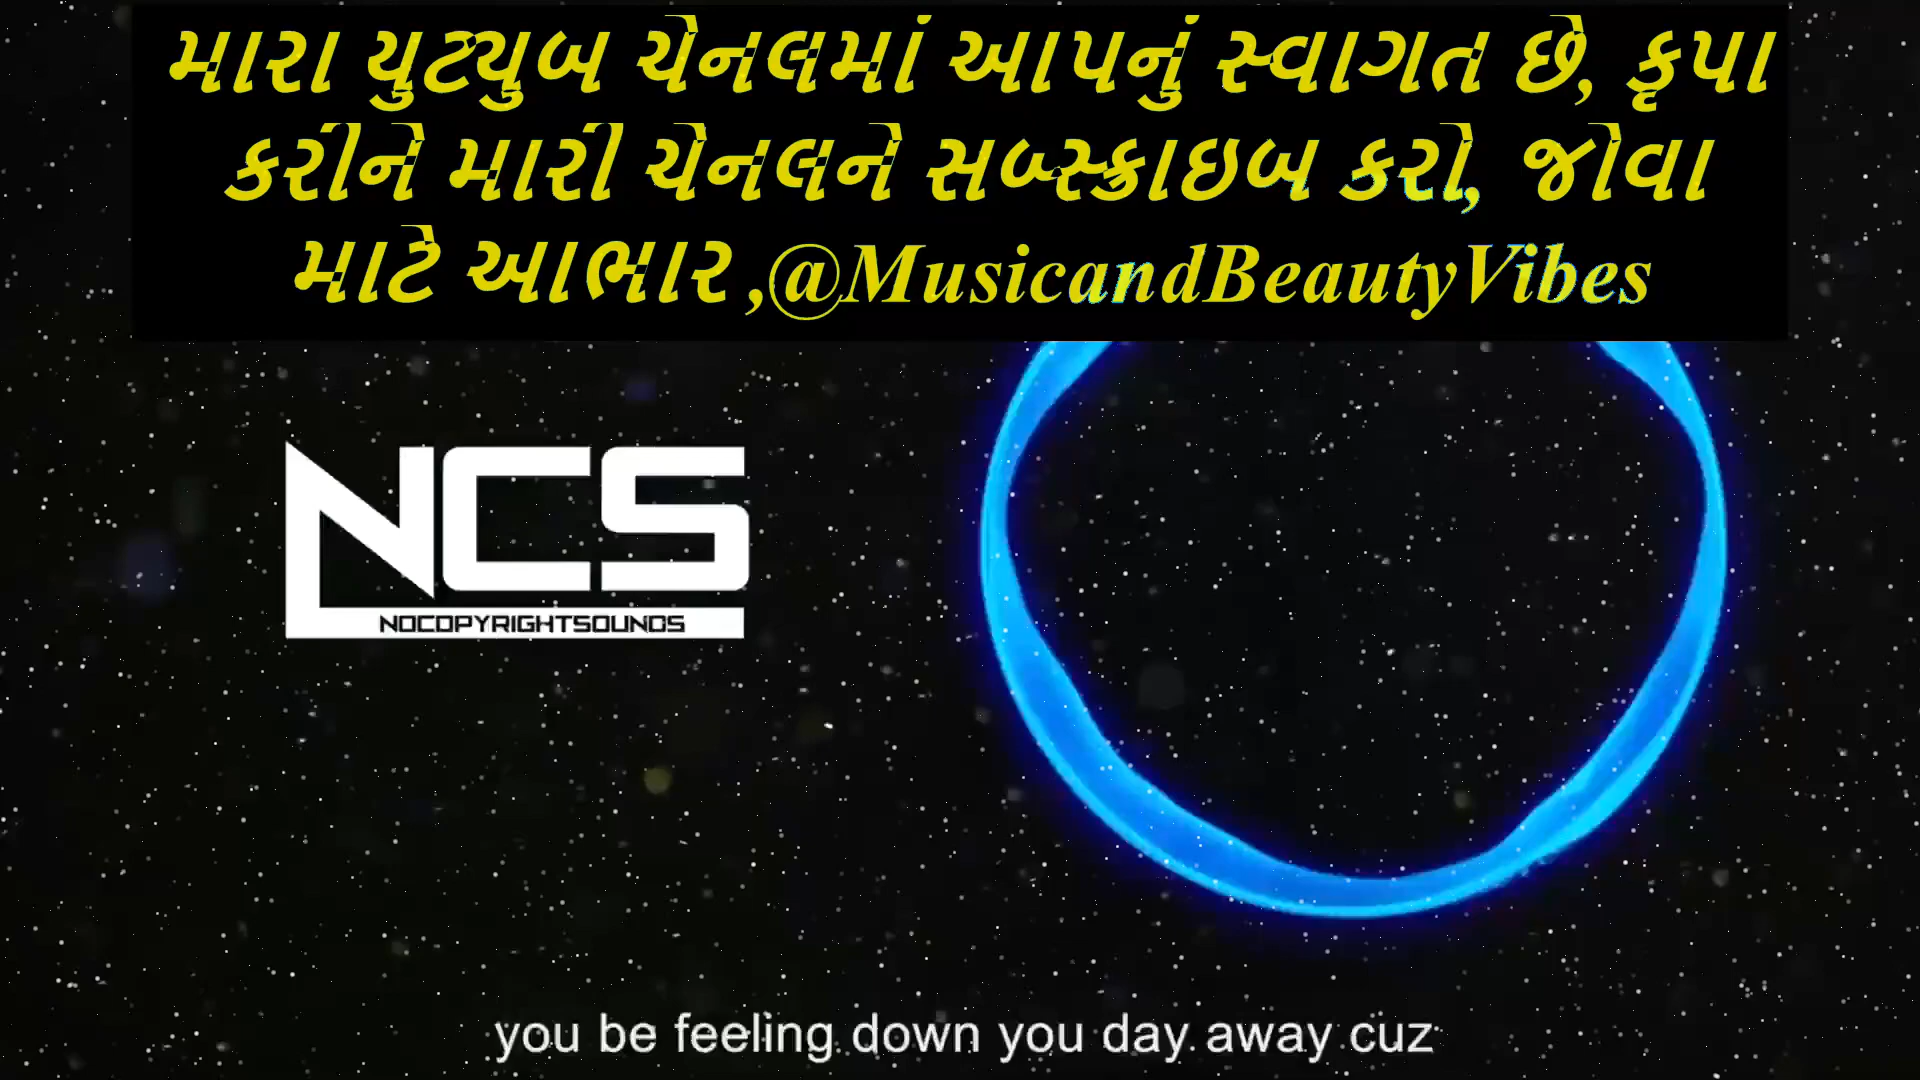 મારા યુટ્યુબ ચેનલમાં આપનું સ્વાગત છે, કૃપા
કરીને મારી ચેનલને સબ્સ્ક્રાઇબ કરો, જોવા
માટે આભાર ,@MusicandBeautyVibes
NCS
NOCOPYRIGHTSOUNDS
you be feeling down you day away cuz